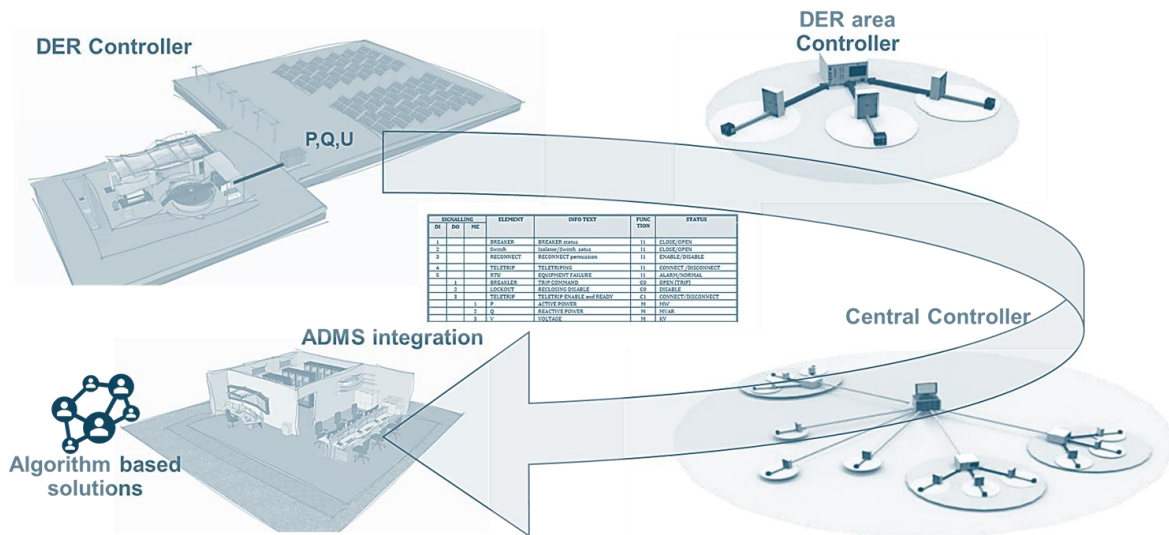 DER Controller
DER area
Controller
P,Q,U
SIGNALLING ELEMENT INFO TEXT FUNC TION STATUS
DI DO ME
1 BREAKER BREAKER status I1 CLOSE/OPEN
2 Switch Isolator/Switch_satus I1 CLOSE/OPEN
3 RECONNECT RECONNECT permission I1 ENABLE/DISABLE
4 TELETRIP TELETRIPING I1 CONNECT/DISCONNECT
5 RTU EQUIPMENT FAILURE I1 ALARM/NORMAL
1 BREAKLER TRIP COMMAND C0 OPEN (TRIP)
2 LOCKOUT RECLOSING DISABLE C0 DISABLE
3 TELETRIP TELETRIP ENABLE and READY C1 CONNECT/DISCONNECT
1 P ACTIVE POWER M MW
2 Q REACTIVE POWER M MVAR
3 V VOLTAGE M KV
Central Controller
ADMS integration
Algorithm based
solutions